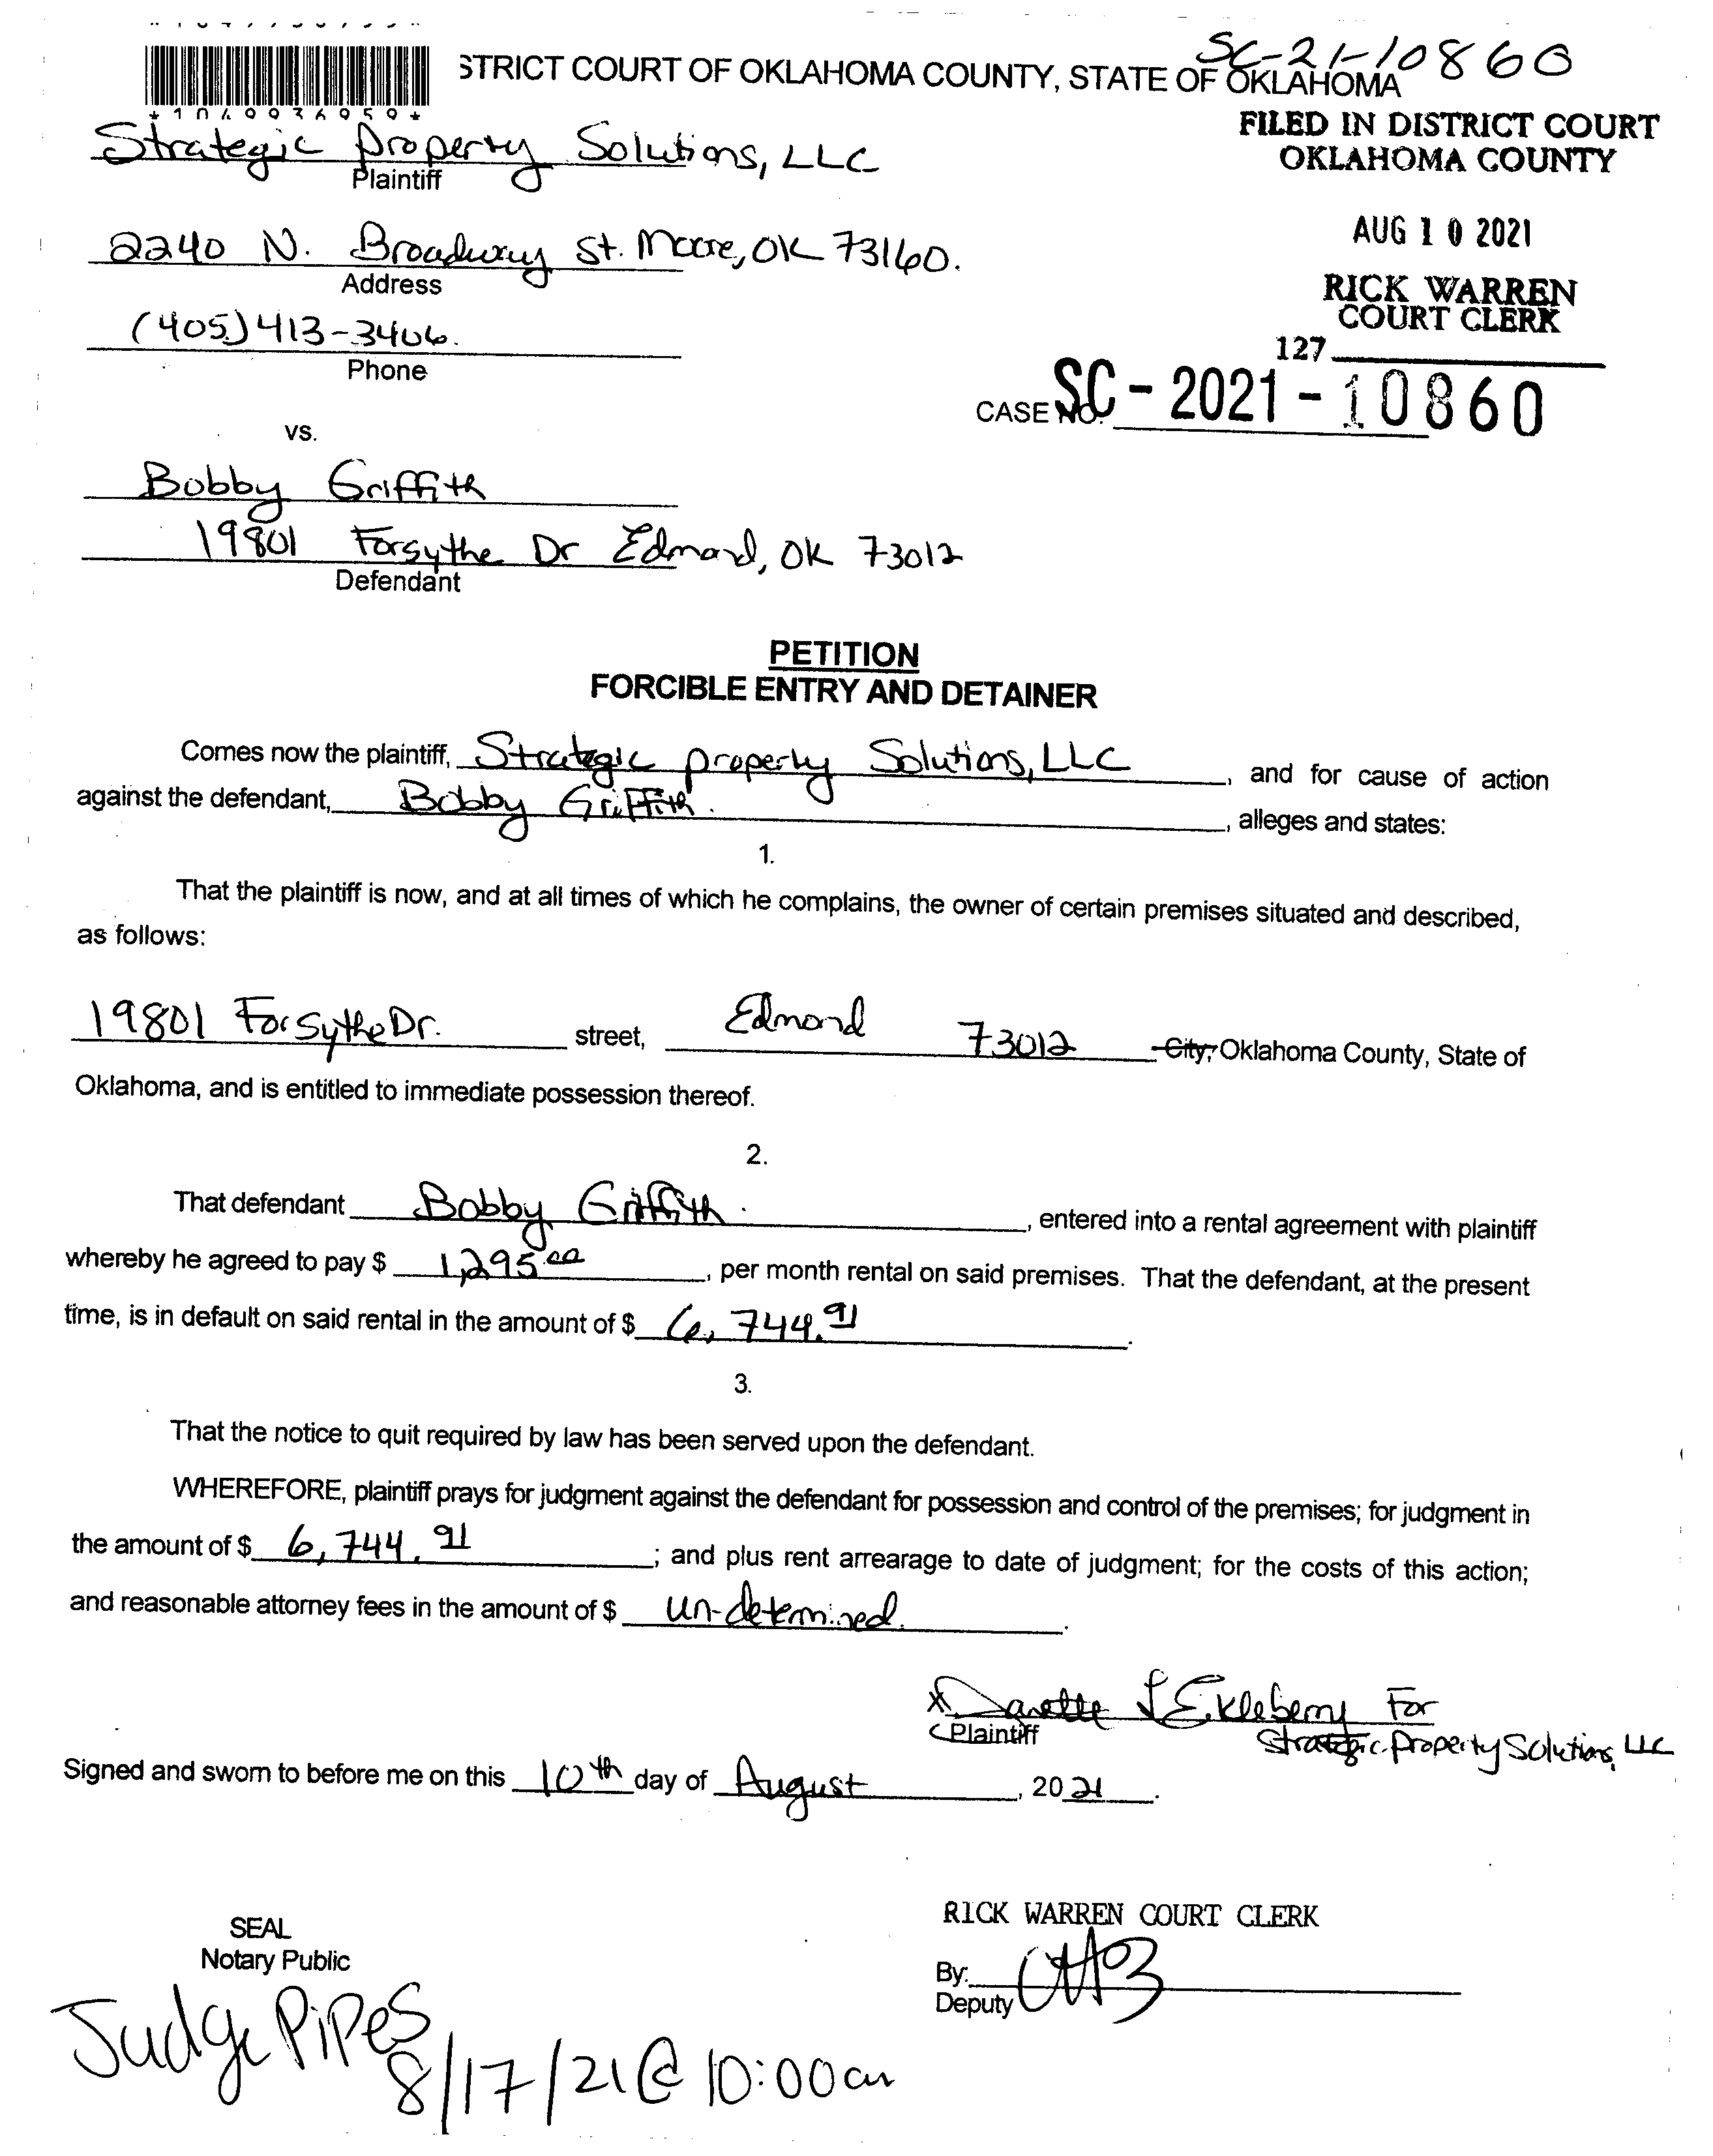 SC-21-10860
STRICT COURT OF OKLAHOMA COUNTY, STATE OF OKLAHOMA
FILED IN DISTRICT COURT
OKLAHOMA COUNTY
Strategic Property Solutions, LLC
Plaintiff
AUG 10 2021
2240 N. Broadway St. Moore, OK 73160.
Address
RICK WARREN
COURT CLERK
(405) 413-3406.
Phone
127
CASE NO. SC-2021-10860
vs.
Bobby Griffith
19801 Forsythe Dr Edmond, OK 73012
Defendant
PETITION
FORCIBLE ENTRY AND DETAINER
Comes now the plaintiff, Strategic Property Solutions, LLC, and for cause of action
against the defendant, Bobby Griffith., alleges and states:
1.
That the plaintiff is now, and at all times of which he complains, the owner of certain premises situated and described,
as follows:
19801 Forsythe Dr. street, Edmond 73012 City, Oklahoma County, State of
Oklahoma, and is entitled to immediate possession thereof.
2.
That defendant Bobby Griffith., entered into a rental agreement with plaintiff
whereby he agreed to pay $ 1,295.00, per month rental on said premises. That the defendant, at the present
time, is in default on said rental in the amount of $ 6,744.91.
3.
That the notice to quit required by law has been served upon the defendant.
WHEREFORE, plaintiff prays for judgment against the defendant for possession and control of the premises; for judgment in
the amount of $ 6,744.91; and plus rent arrearage to date of judgment; for the costs of this action;
and reasonable attorney fees in the amount of $ un-determined.
X Danette L Eikleberry For
Plaintiff Strategic Property Solutions, LLC
Signed and sworn to before me on this 10th day of August, 2021.
RICK WARREN COURT CLERK
SEAL
Notary Public
By:
Deputy
Judge Pipes
8/17/21 @ 10:00am